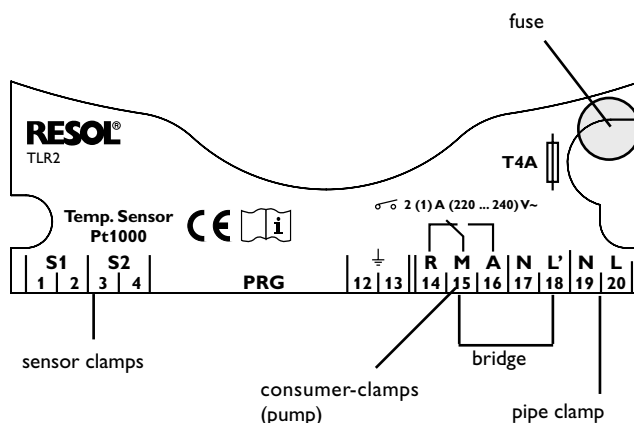 fuse
RESOL®
TLR2
T4A
2 (1) A (220 ... 240) V~
Temp. Sensor
Pt1000
CE i
S1 S2 R M A N L' N L
1 2 3 4 PRG 12 13 14 15 16 17 18 19 20
sensor clamps
bridge
consumer-clamps
(pump)
pipe clamp